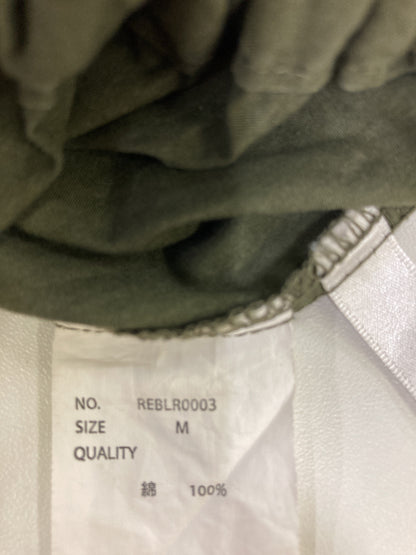 NO. REBLR0003
SIZE M
QUALITY
綿 100%